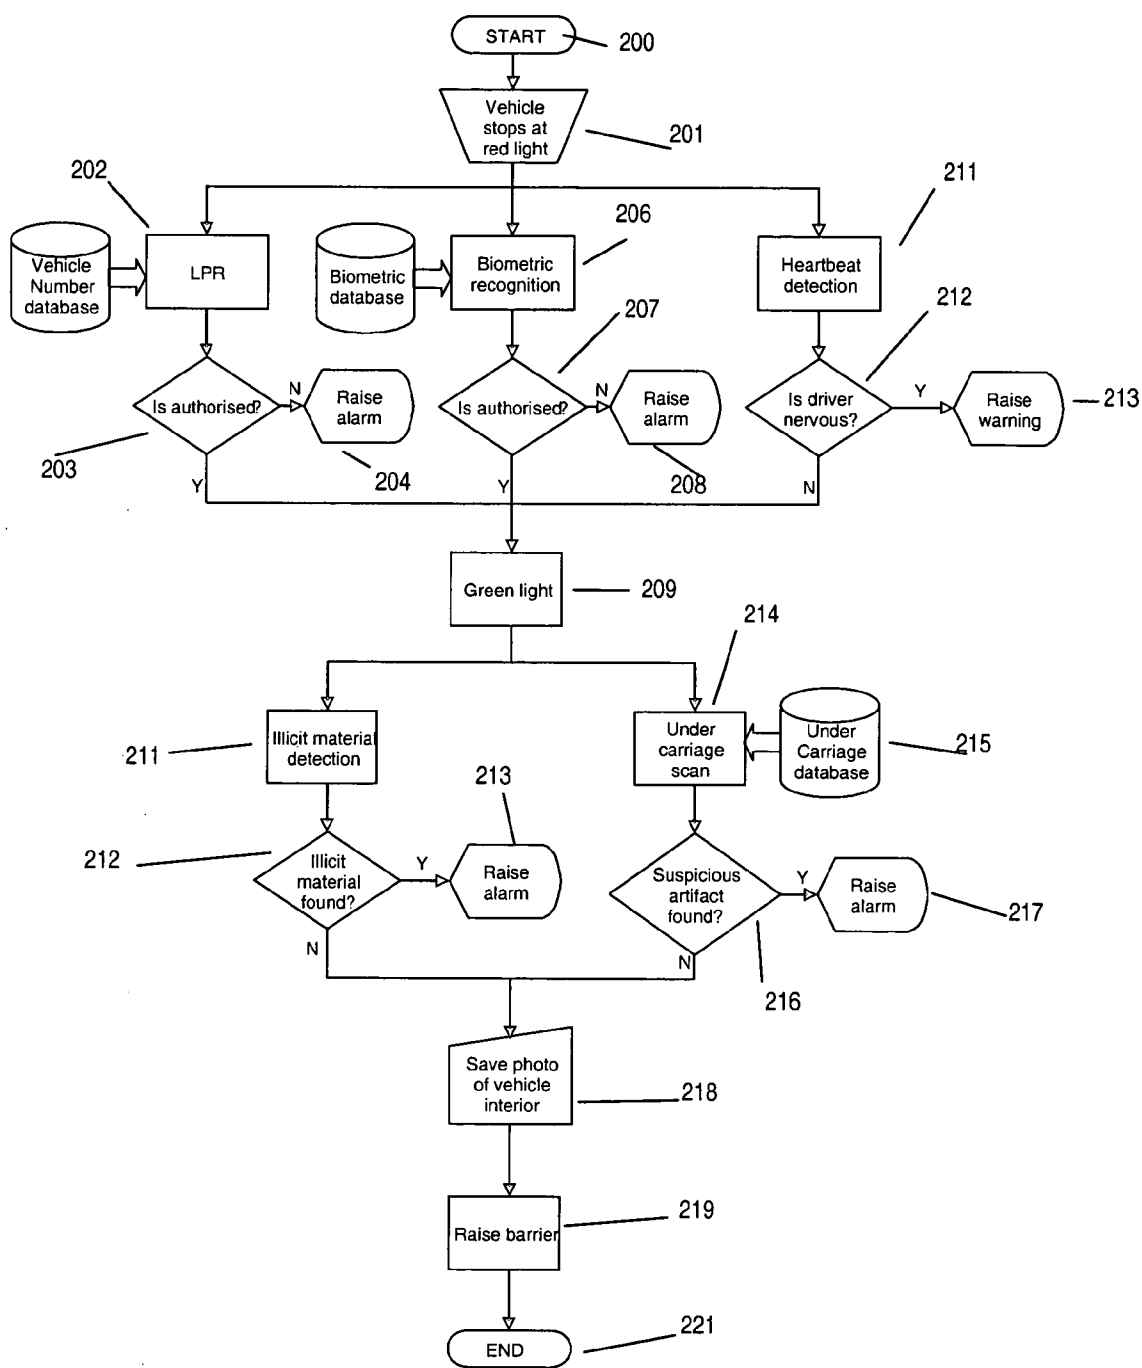 START
200
Vehicle
stops at
red light
201
202
206
211
Vehicle
Number
database
LPR
Biometric
database
Biometric
recognition
Heartbeat
detection
207
212
Is authorised?
N
Raise
alarm
Is authorised?
N
Raise
alarm
Is driver
nervous?
Y
Raise
warning
213
203
204
208
Y
Y
N
Green light
209
214
211
Illicit material
detection
Under
carriage
scan
Under
Carriage
database
215
213
212
Illicit
material
found?
Y
Raise
alarm
Suspicious
artifact
found?
Y
Raise
alarm
217
N
N
216
Save photo
of vehicle
interior
218
Raise barrier
219
END
221